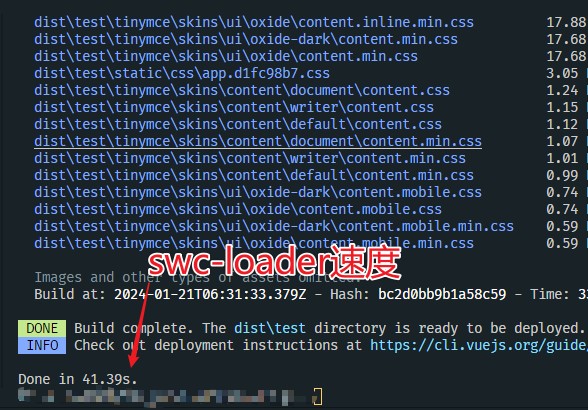 dist\test\tinymce\skins\ui\oxide\content.inline.min.css 17.88
dist\test\tinymce\skins\ui\oxide-dark\content.min.css 17.68
dist\test\tinymce\skins\ui\oxide\content.min.css 17.68
dist\test\static\css\app.d1fc98b7.css 3.05
dist\test\tinymce\skins\content\document\content.css 1.24
dist\test\tinymce\skins\content\writer\content.css 1.15
dist\test\tinymce\skins\content\default\content.css 1.12
dist\test\tinymce\skins\content\document\content.min.css 1.07
dist\test\tinymce\skins\content\writer\content.min.css 1.01
dist\test\tinymce\skins\content\default\content.min.css 0.99
dist\test\tinymce\skins\ui\oxide-dark\content.mobile.css 0.74
dist\test\tinymce\skins\ui\oxide\content.mobile.css 0.74
dist\test\tinymce\skins\ui\oxide-dark\content.mobile.min.css 0.59
dist\test\tinymce\skins\ui\oxide\content.mobile.min.css 0.59
swc-loader速度
Images and other types of assets omitted.
Build at: 2024-01-21T06:31:33.379Z - Hash: bc2d0bb9b1a58c59 - Time:
DONE Build complete. The dist\test directory is ready to be deployed.
INFO Check out deployment instructions at https://cli.vuejs.org/guide/
Done in 41.39s.